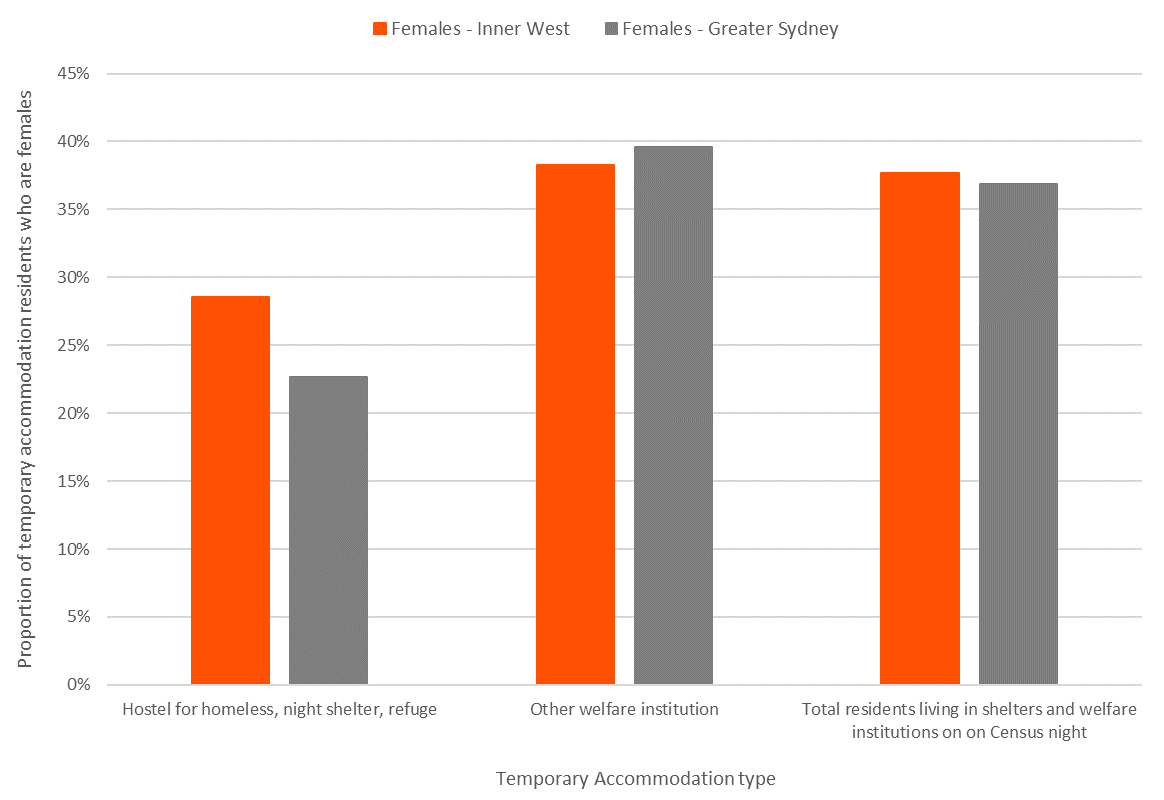 Females - Inner West
Females - Greater Sydney
Proportion of temporary accommodation residents who are females
45%
40%
35%
30%
25%
20%
15%
10%
5%
0%
Hostel for homeless, night shelter, refuge
Other welfare institution
Total residents living in shelters and welfare
institutions on on Census night
Temporary Accommodation type